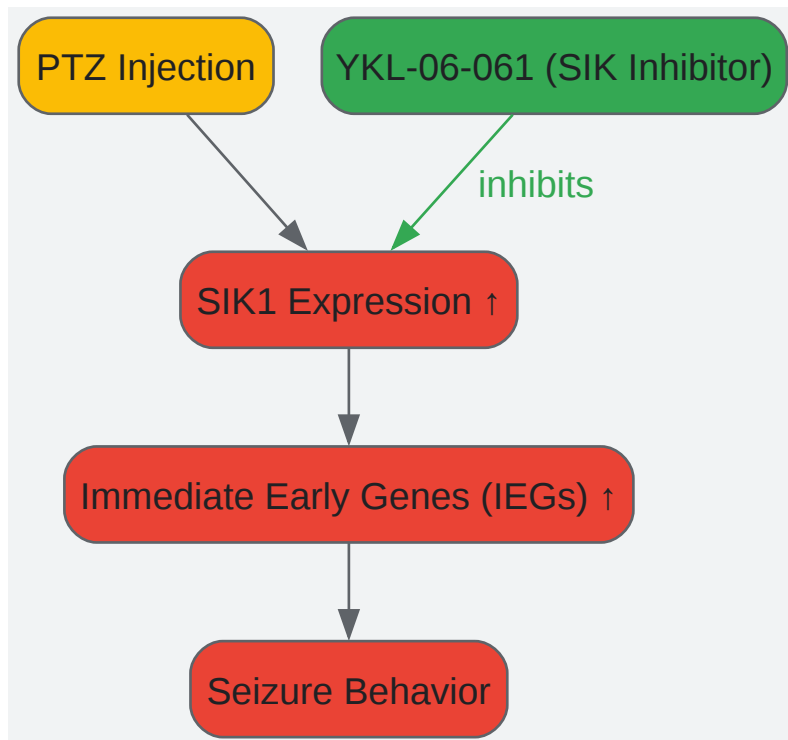 PTZ Injection
YKL-06-061 (SIK Inhibitor)
inhibits
SIK1 Expression ↑
Immediate Early Genes (IEGs) ↑
Seizure Behavior